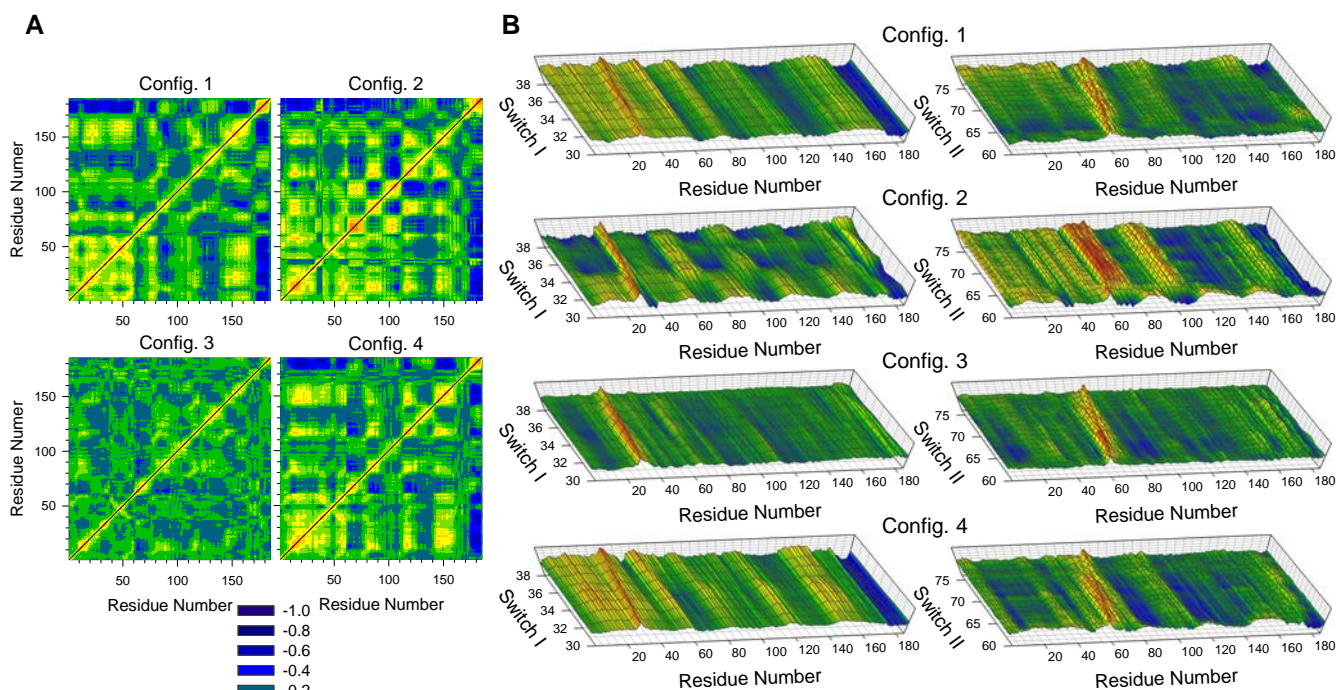 A
Config. 1
Config. 2
Residue Numer
150
100
50
50 100 150
50 100 150
Config. 3
Config. 4
Residue Numer
150
100
50
50 100 150
50 100 150
Residue Number
Residue Number
-1.0
-0.8
-0.6
-0.4
B
Config. 1
Switch I
38
36
34
32
30
20 40 60 80 100 120 140 160 180
Residue Number
Switch II
75
70
65
60
20 40 60 80 100 120 140 160 180
Residue Number
Config. 2
Switch I
38
36
34
32
30
20 40 60 80 100 120 140 160 180
Residue Number
Switch II
75
70
65
60
20 40 60 80 100 120 140 160 180
Residue Number
Config. 3
Switch I
38
36
34
32
30
20 40 60 80 100 120 140 160 180
Residue Number
Switch II
75
70
65
60
20 40 60 80 100 120 140 160 180
Residue Number
Config. 4
Switch I
38
36
34
32
30
20 40 60 80 100 120 140 160 180
Residue Number
Switch II
75
70
65
60
20 40 60 80 100 120 140 160 180
Residue Number